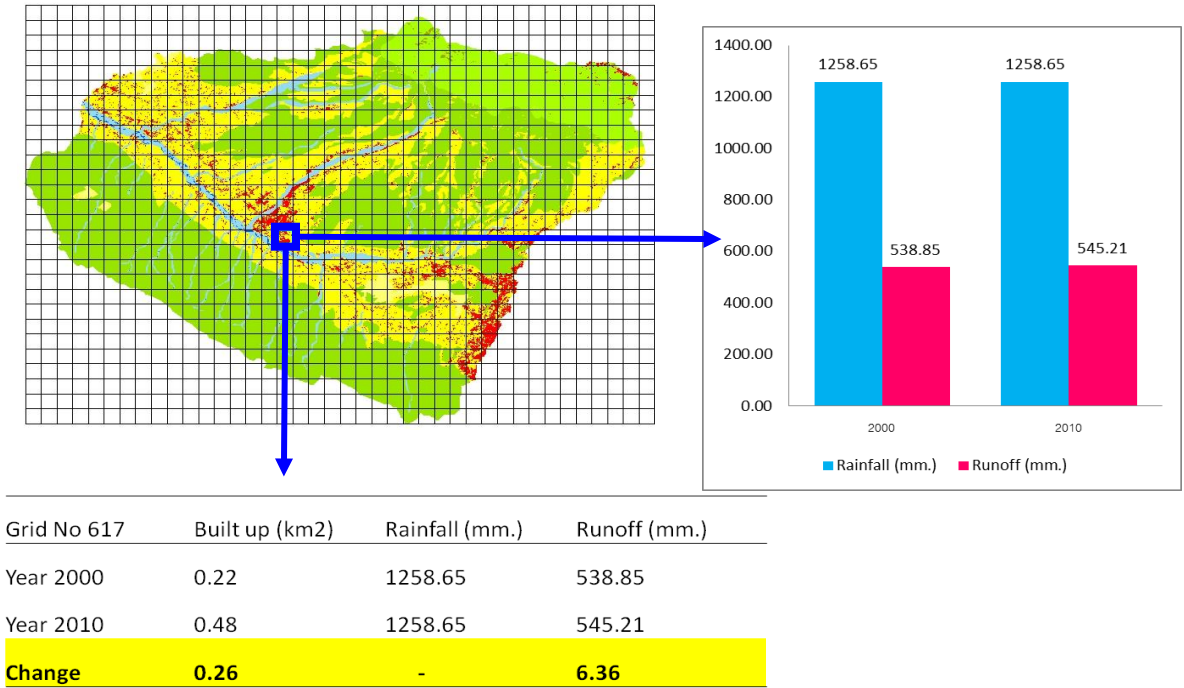 1400.00
1200.00
1000.00
800.00
600.00
400.00
200.00
0.00
1258.65
1258.65
538.85
545.21
2000
2010
Rainfall (mm.) Runoff (mm.)
Grid No 617 Built up (km2) Rainfall (mm.) Runoff (mm.)
Year 2000 0.22 1258.65 538.85
Year 2010 0.48 1258.65 545.21
Change 0.26 - 6.36